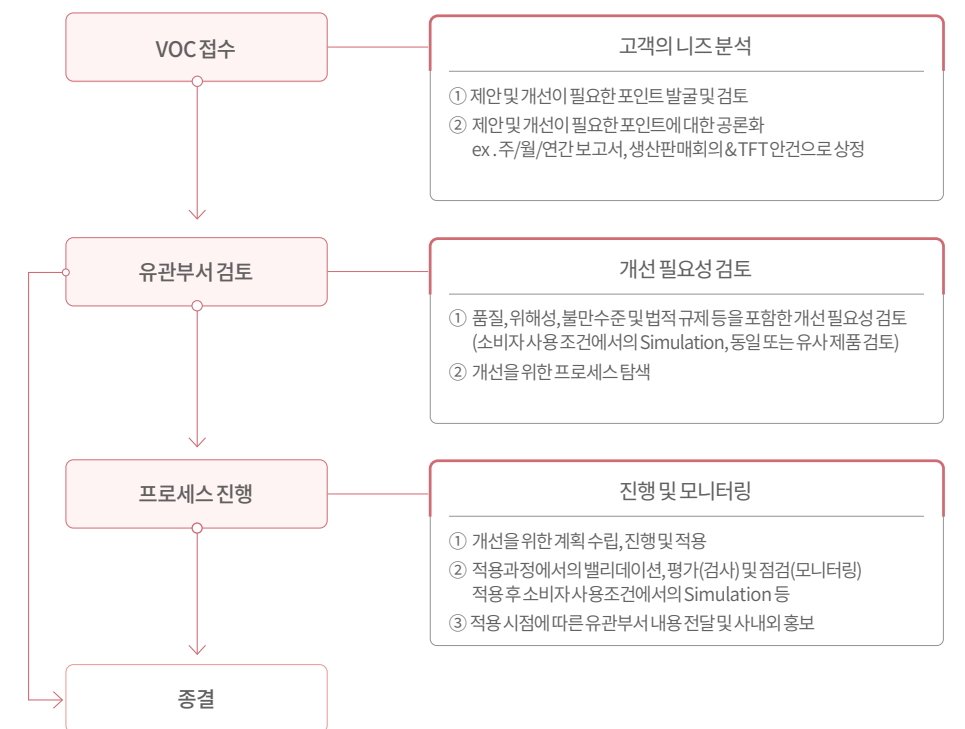 VOC 접수
고객의 니즈 분석
① 제안 및 개선이 필요한 포인트 발굴 및 검토
② 제안 및 개선이 필요한 포인트에 대한 공론화
ex . 주/월/연간 보고서, 생산판매회의 & TFT 안건으로 상정
유관부서 검토
개선 필요성 검토
① 품질, 위해성, 불만수준 및 법적 규제 등을 포함한 개선 필요성 검토
(소비자 사용 조건에서의 Simulation, 동일 또는 유사 제품 검토)
② 개선을 위한 프로세스 탐색
프로세스 진행
진행 및 모니터링
① 개선을 위한 계획 수립, 진행 및 적용
② 적용과정에서의 밸리데이션, 평가(검사) 및 점검(모니터링)
적용 후 소비자 사용조건에서의 Simulation 등
③ 적용 시점에 따른 유관부서 내용 전달 및 사내외 홍보
종결